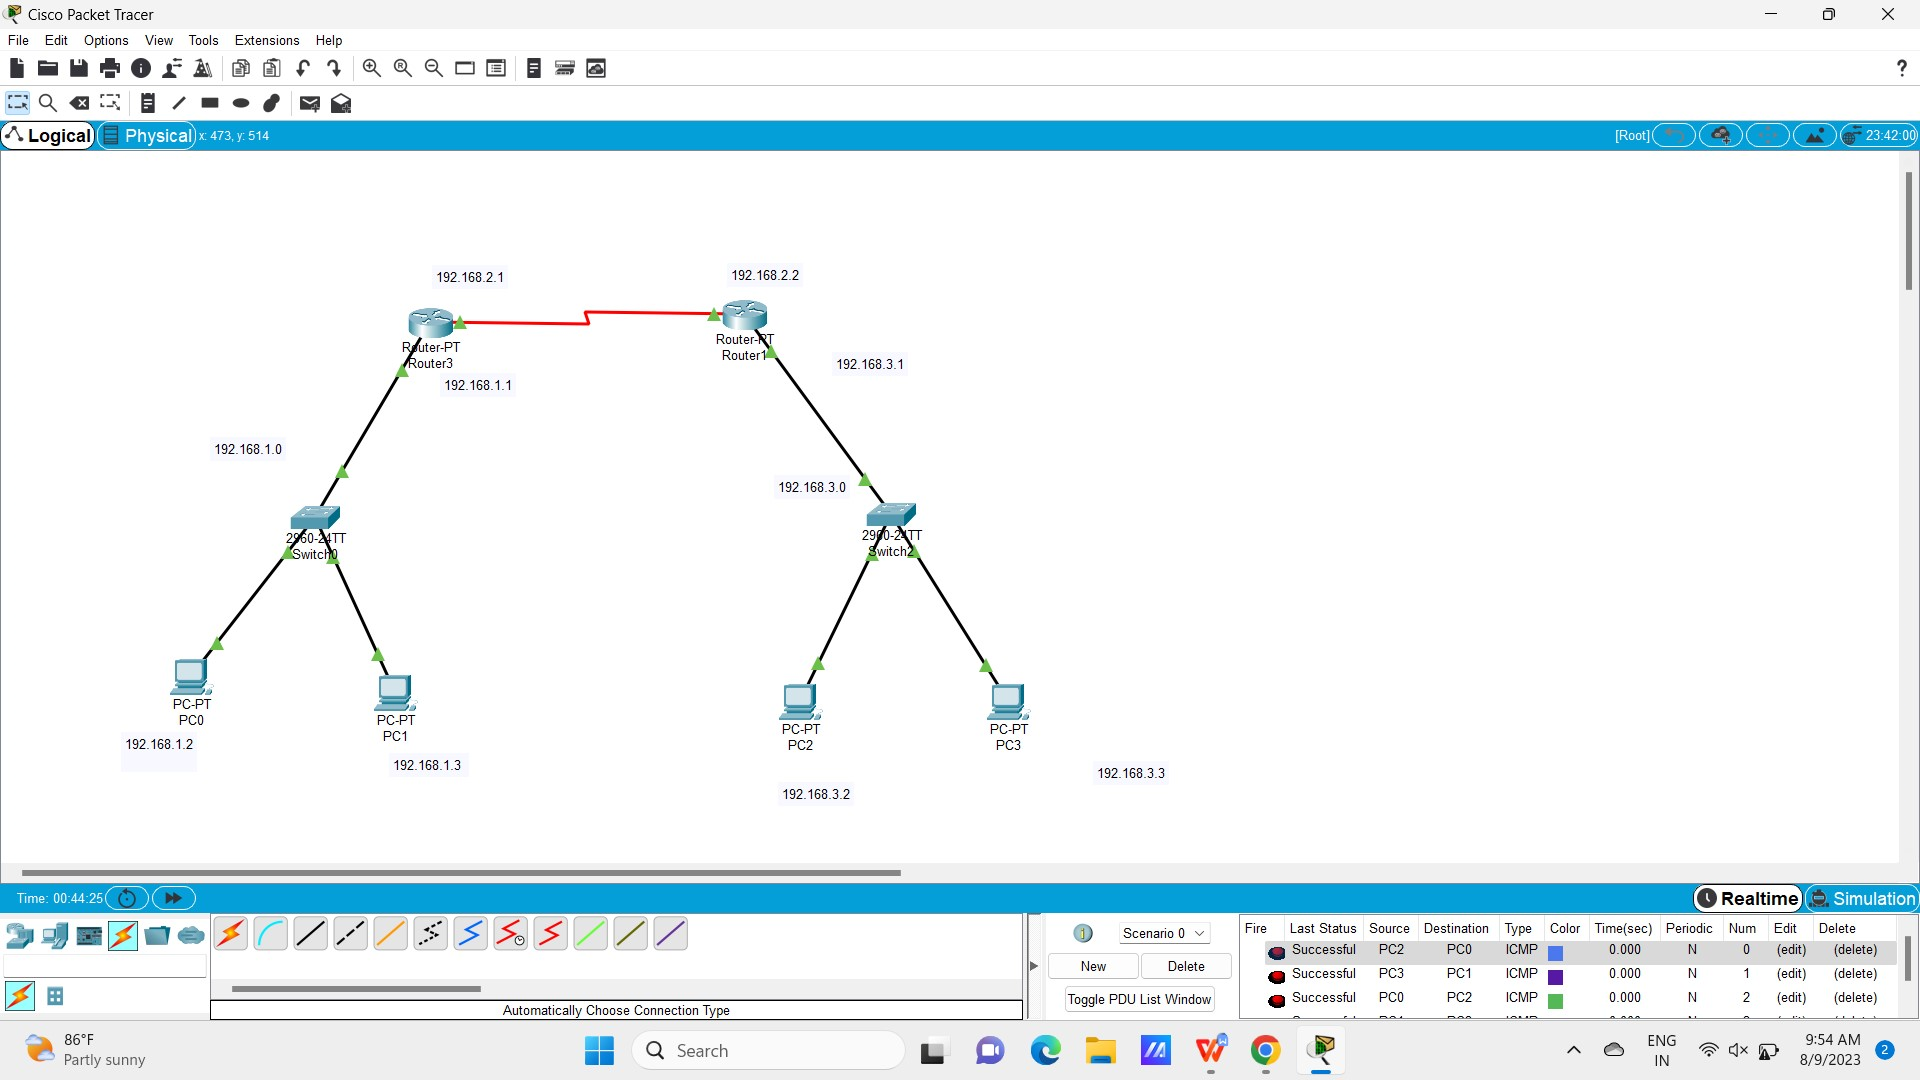 Cisco Packet Tracer
File Edit Options View Tools Extensions Help
?
Logical Physical x: 473, y: 514 [Root] 23:42:00
192.168.2.1
192.168.2.2
Router-PT
Router3
Router-PT
Router1
192.168.1.1
192.168.3.1
192.168.1.0
192.168.3.0
2960-24TT
Switch0
2960-24TT
Switch2
PC-PT
PC0
PC-PT
PC1
PC-PT
PC2
PC-PT
PC3
192.168.1.2
192.168.1.3
192.168.3.2
192.168.3.3
Time: 00:44:25 Realtime Simulation
Scenario 0
New Delete
Toggle PDU List Window
Fire Last Status Source Destination Type Color Time(sec) Periodic Num Edit Delete
Successful PC2 PC0 ICMP 0.000 N 0 (edit) (delete)
Successful PC3 PC1 ICMP 0.000 N 1 (edit) (delete)
Successful PC0 PC2 ICMP 0.000 N 2 (edit) (delete)
Automatically Choose Connection Type
86°F
Partly sunny
Search
ENG
IN
9:54 AM
8/9/2023
2